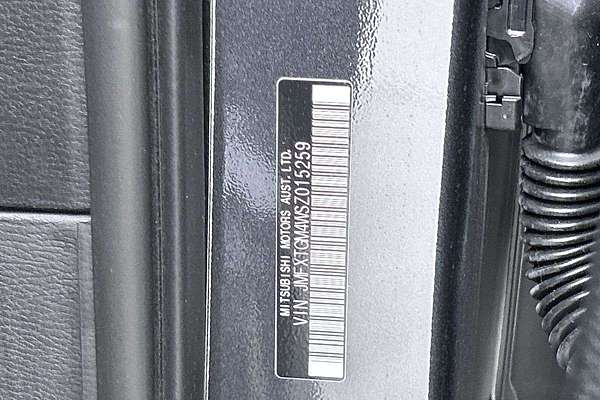 MITSUBISHI MOTORS AUST.LTD.
VIN JMFXTGM4WSZ015259